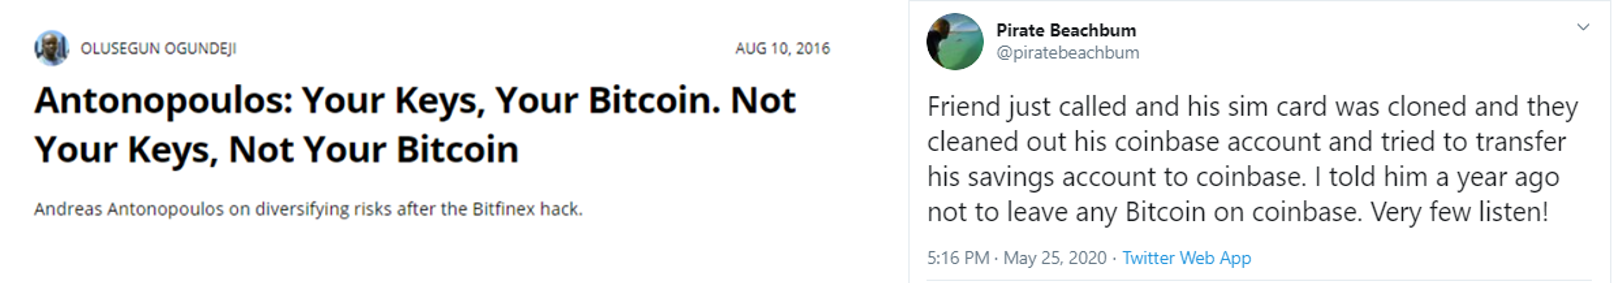 OLUSEGUN OGUNDEJI
AUG 10, 2016
Antonopoulos: Your Keys, Your Bitcoin. Not
Your Keys, Not Your Bitcoin
Andreas Antonopoulos on diversifying risks after the Bitfinex hack.
Pirate Beachbum
@piratebeachbum
Friend just called and his sim card was cloned and they
cleaned out his coinbase account and tried to transfer
his savings account to coinbase. I told him a year ago
not to leave any Bitcoin on coinbase. Very few listen!
5:16 PM · May 25, 2020 · Twitter Web App